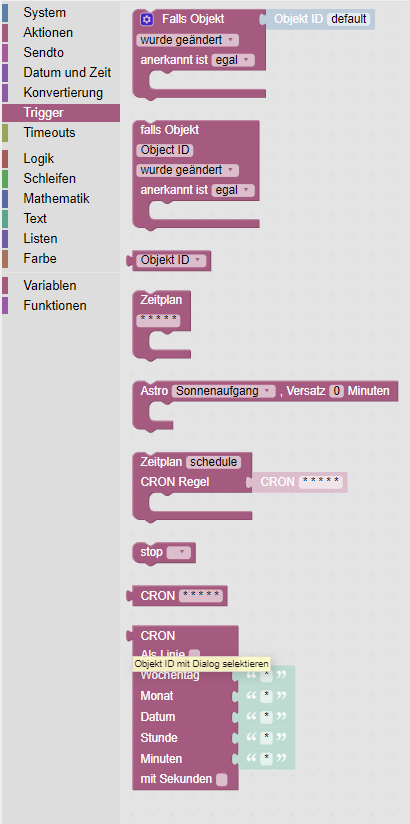 System
Aktionen
Sendto
Datum und Zeit
Konvertierung
Trigger
Timeouts
Logik
Schleifen
Mathematik
Text
Listen
Farbe
Variablen
Funktionen
Falls Objekt Objekt ID default
wurde geändert
anerkannt ist egal
falls Objekt
Object ID
wurde geändert
anerkannt ist egal
Objekt ID
Zeitplan
* * * * *
Astro Sonnenaufgang , Versatz 0 Minuten
Zeitplan schedule
CRON Regel CRON * * * * *
stop
CRON * * * * *
CRON
Als Linie
Objekt ID mit Dialog selektieren
Wochentag “ * ”
Monat “ * ”
Datum “ * ”
Stunde “ * ”
Minuten “ * ”
mit Sekunden